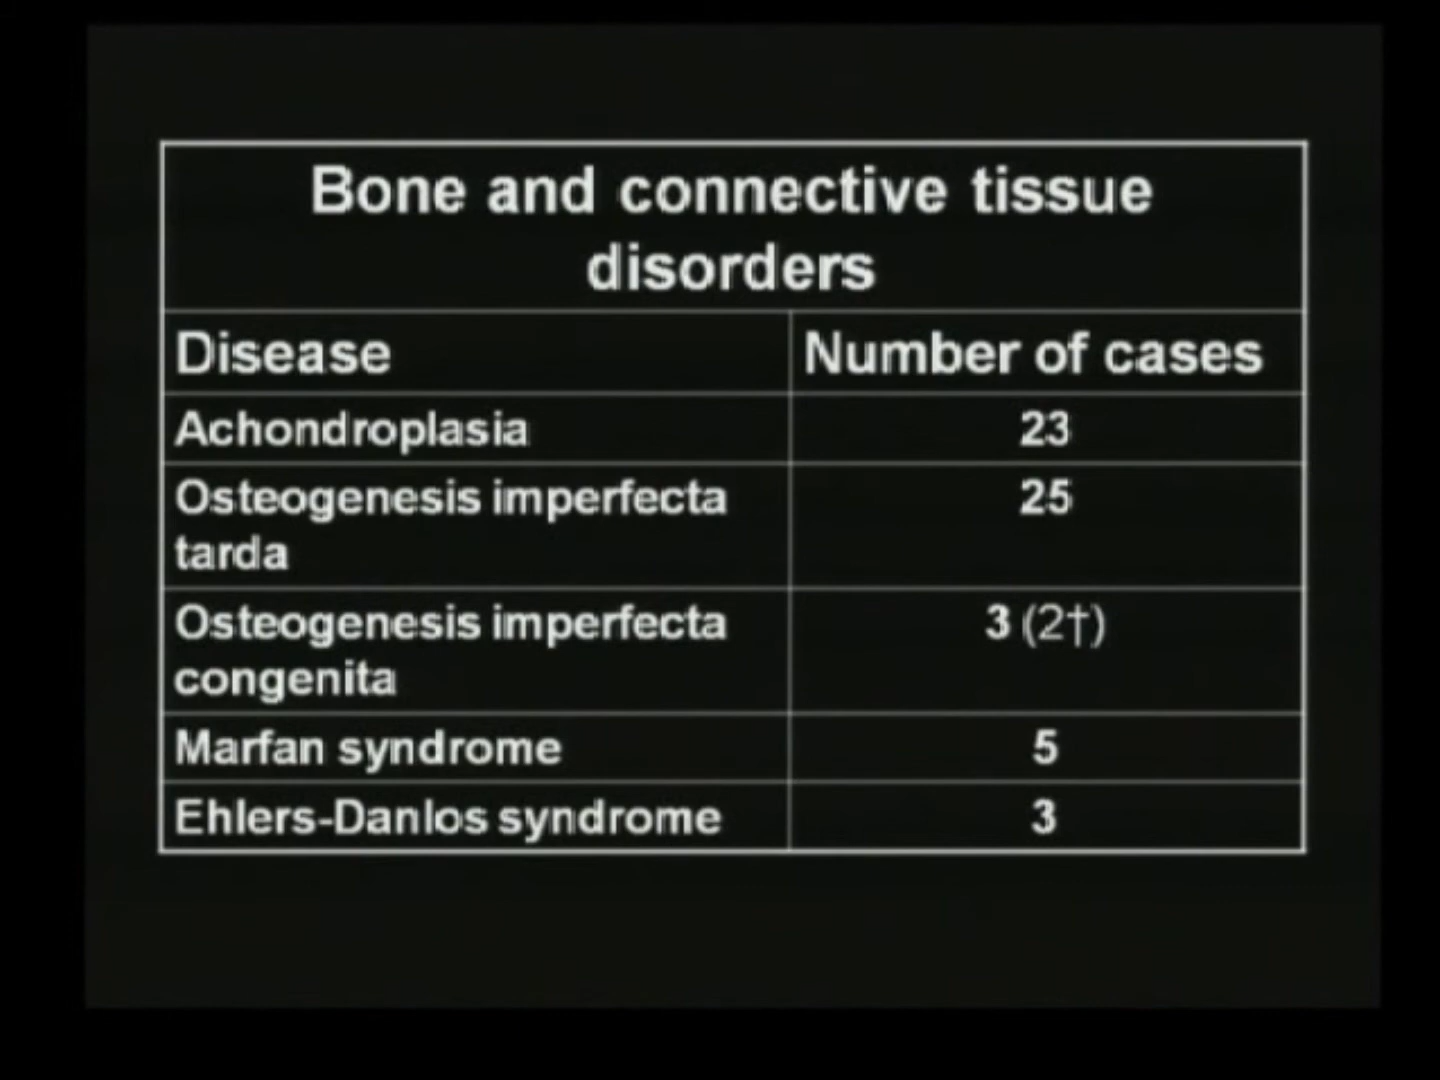 Bone and connective tissue
disorders
Disease
Number of cases
Achondroplasia
23
Osteogenesis imperfecta
tarda
25
Osteogenesis imperfecta
congenita
3 (2†)
Marfan syndrome
5
Ehlers-Danlos syndrome
3